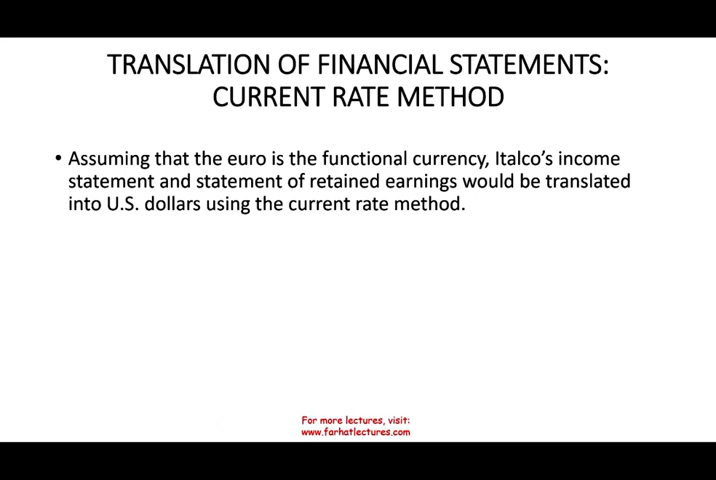 TRANSLATION OF FINANCIAL STATEMENTS:
CURRENT RATE METHOD
• Assuming that the euro is the functional currency, Italco’s income
statement and statement of retained earnings would be translated
into U.S. dollars using the current rate method.
For more lectures, visit:
www.farhatlectures.com